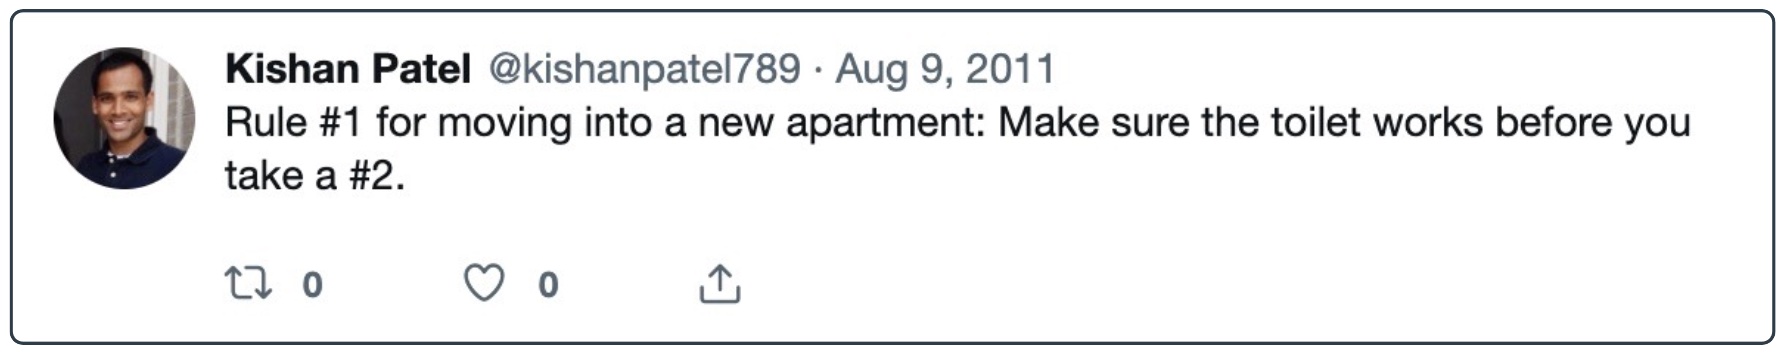 Kishan Patel @kishanpatel789 · Aug 9, 2011
Rule #1 for moving into a new apartment: Make sure the toilet works before you
take a #2.
0 0